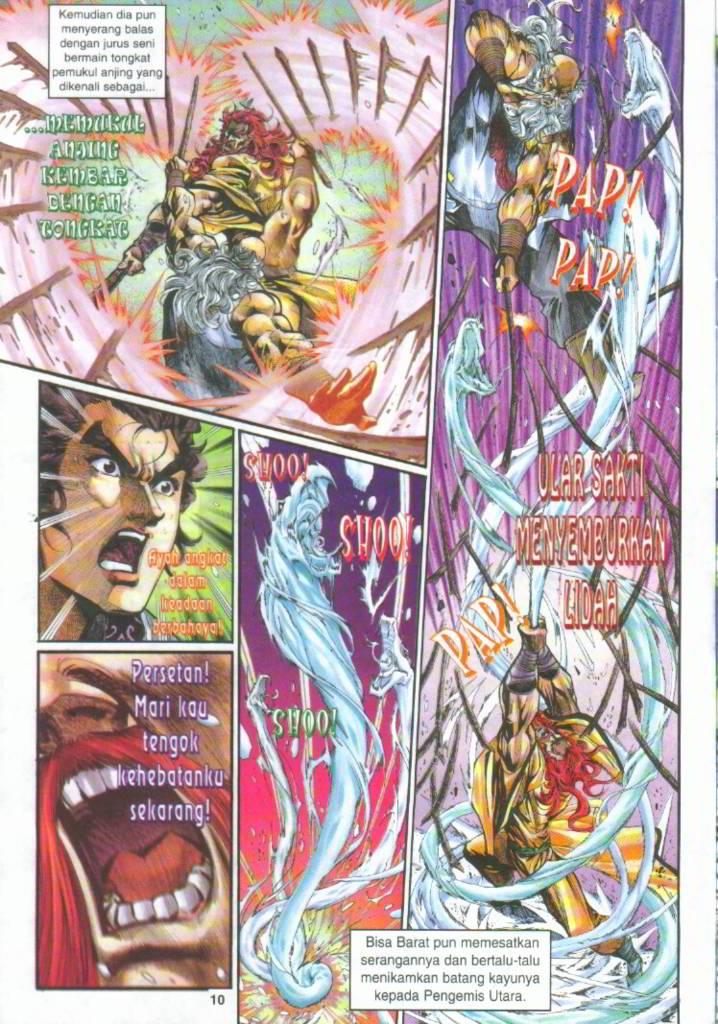 Kemudian dia pun
menyerang balas
dengan jurus seni
bermain tongkat
pemukul anjing yang
dikenali sebagai...
...MEMUKUL
ANJING
KEMBAR
DENGAN
TONGKAT
PAP!
PAP!
ULAR SAKTI
MENYEMBURKAN
LIDAH
PAP!
Ayah angkat
dalam
keadaan
berbahaya!
SHOO!
SHOO!
SHOO!
Persetan!
Mari kau
tengok
kehebatanku
sekarang!
Bisa Barat pun memesatkan
serangannya dan bertalu-talu
menikamkan batang kayunya
kepada Pengemis Utara.
10